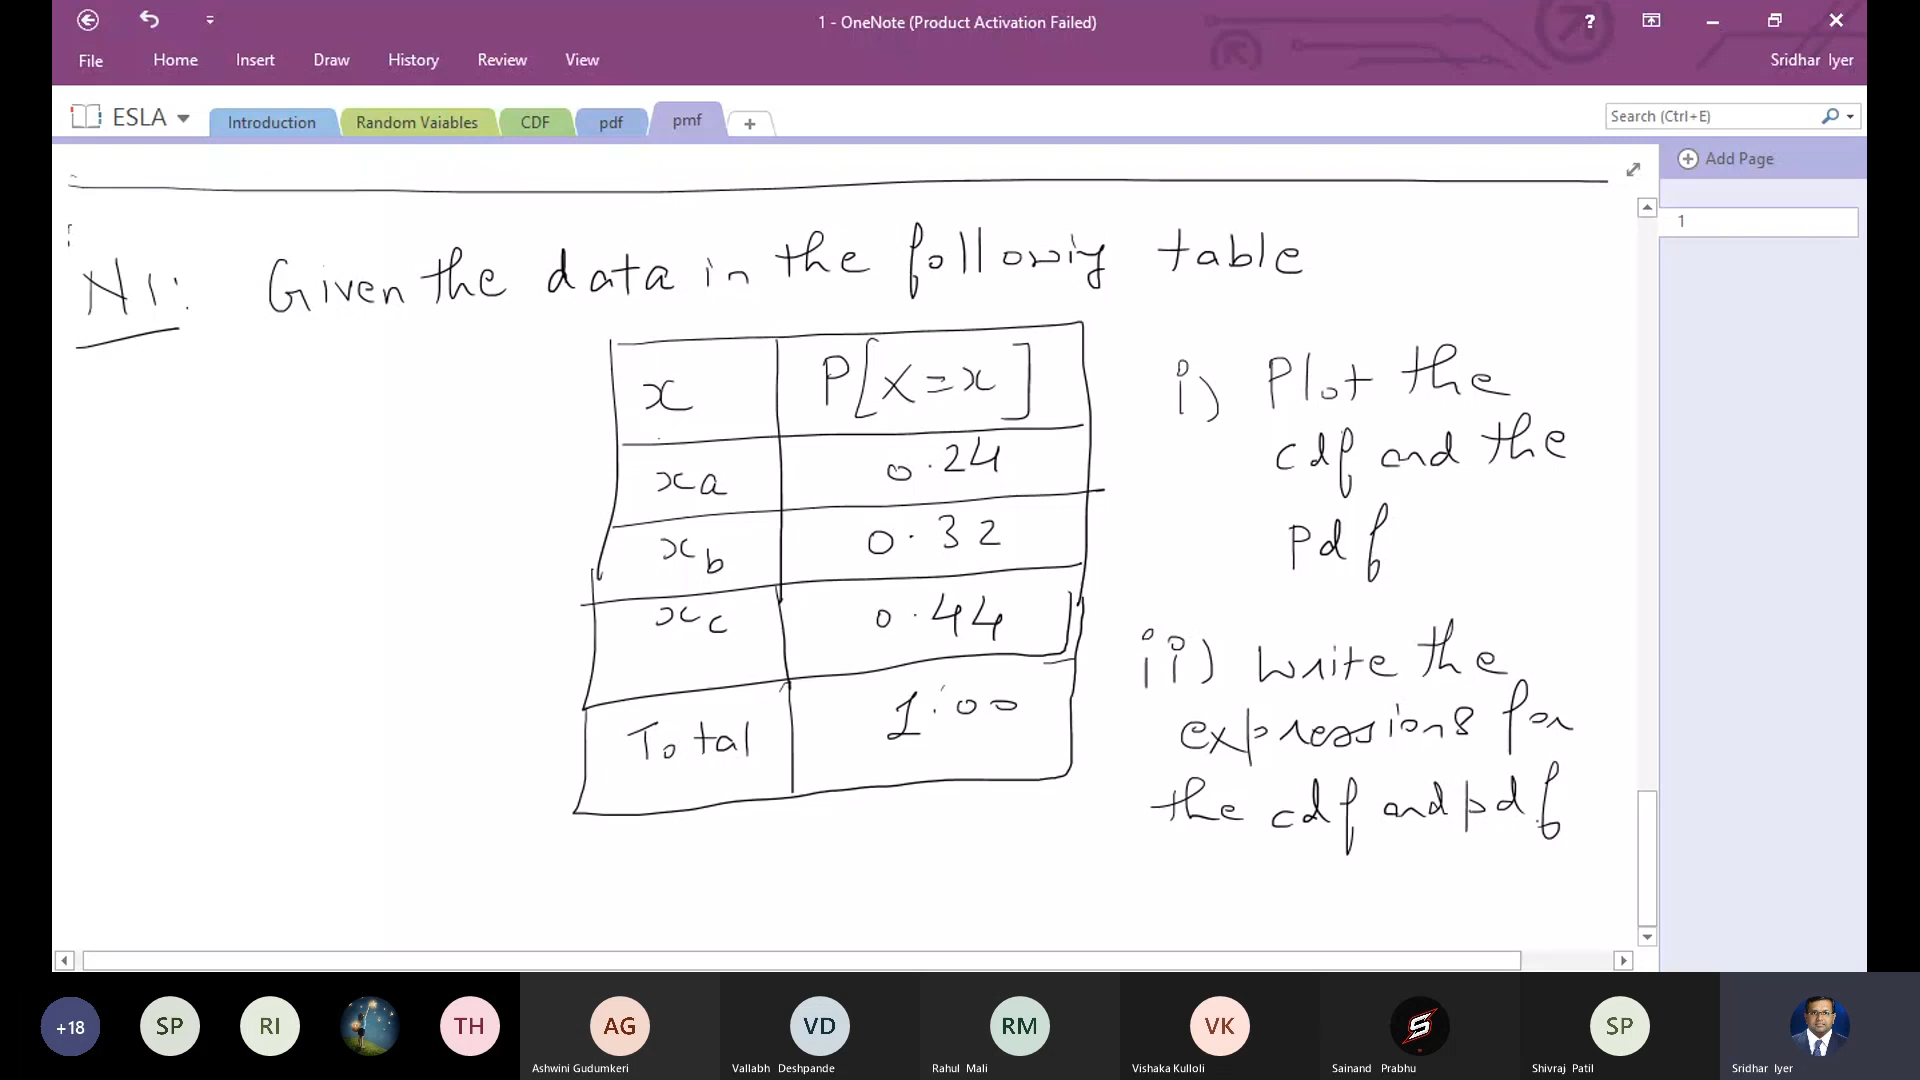 1 - OneNote (Product Activation Failed)
?
File Home Insert Draw History Review View
Sridhar Iyer
ESLA Introduction Random Vaiables CDF pdf pmf +
Search (Ctrl+E)
Add Page
1
N1: Given the data in the following table
x P[X=x]
xa 0.24
xb 0.32
xc 0.44
Total 1.00
i) Plot the
cdf and the
pdf
ii) Write the
expressions for
the cdf and pdf
+18 SP RI TH AG VD RM VK S SP
Ashwini Gudumkeri Vallabh Deshpande Rahul Mali Vishaka Kulloli Sainand Prabhu Shivraj Patil Sridhar Iyer